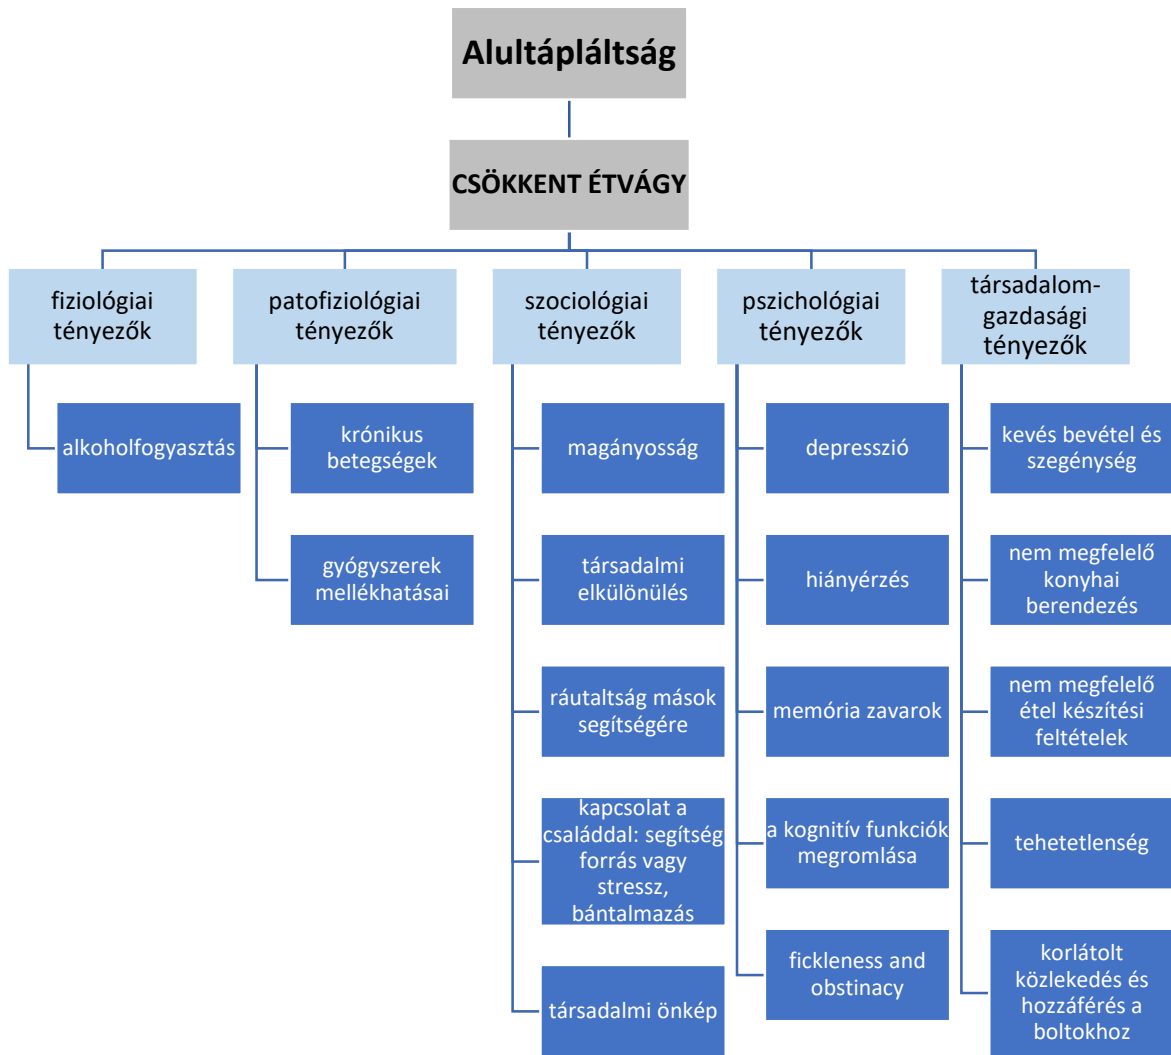 Alultápláltság
CSÖKKENT ÉTVÁGY
fiziológiai
tényezők
alkoholfogyasztás
patofiziológiai
tényezők
krónikus
betegségek
gyógyszerek
mellékhatásai
szociológiai
tényezők
magányosság
társadalmi
elkülönülés
ráutaltság mások
segítségére
kapcsolat a
családdal: segítség
forrás vagy
stressz,
bántalmazás
társadalmi önkép
pszichológiai
tényezők
depresszió
hiányérzés
memória zavarok
a kognitív funkciók
megromlása
fickleness and
obstinacy
társadalom-
gazdasági
tényezők
kevés bevétel és
szegénység
nem megfelelő
konyhai
berendezés
nem megfelelő
étel készítési
feltételek
tehetetlenség
korlátolt
közlekedés és
hozzáférés a
boltokhoz